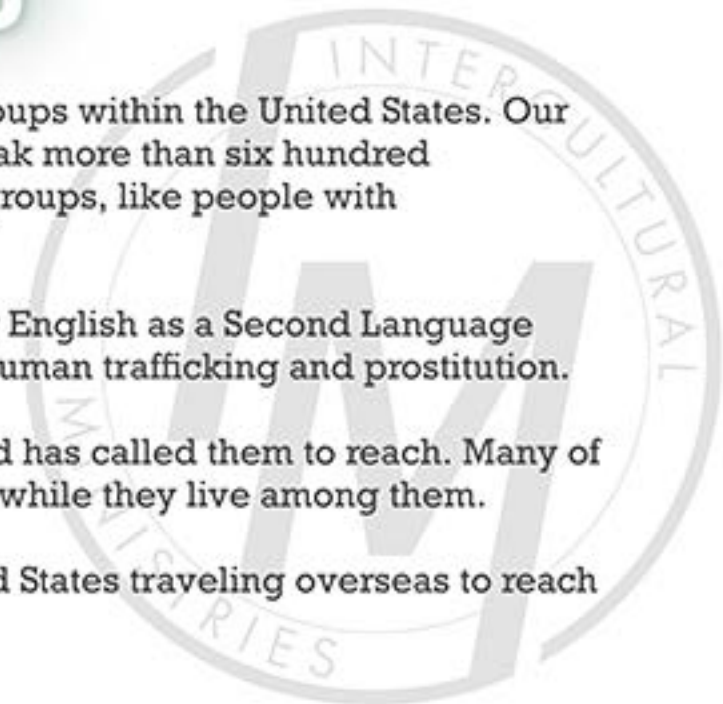 oups within the United States. Our
ak more than six hundred
roups, like people with
English as a Second Language
uman trafficking and prostitution.
d has called them to reach. Many of
while they live among them.
d States traveling overseas to reach
INTERCULTURAL
MINISTRIES
IM